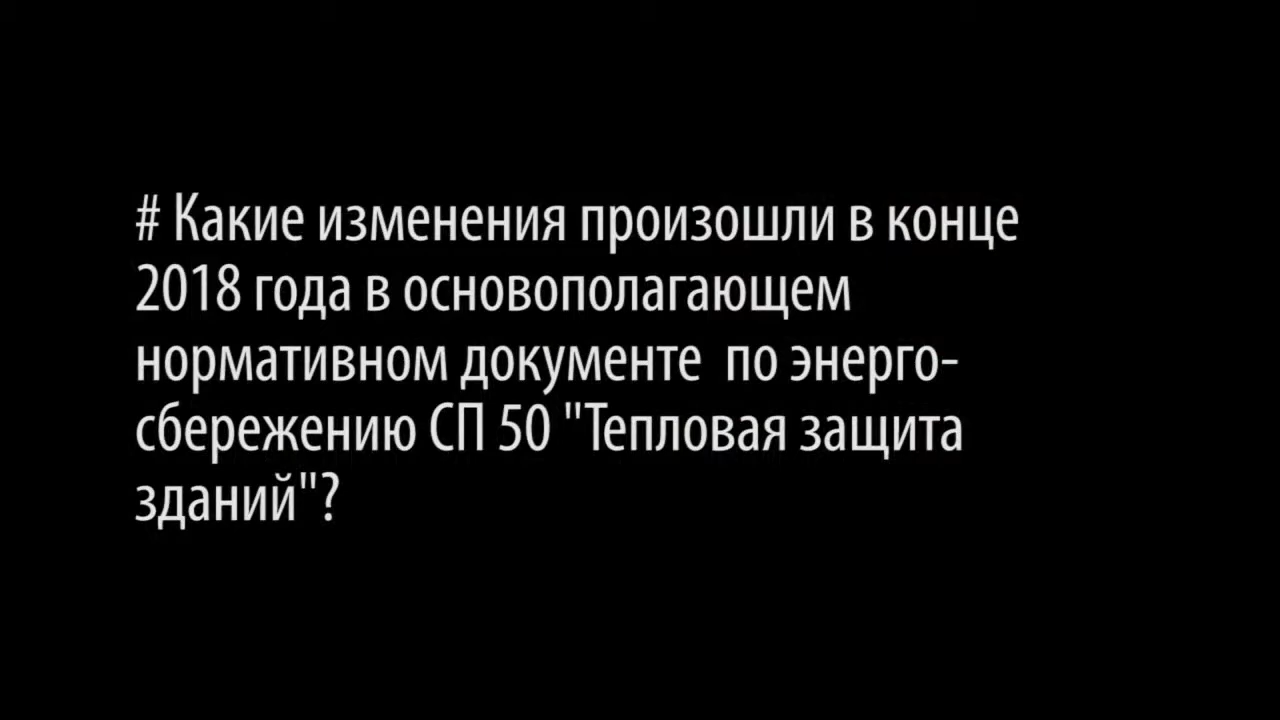 # Какие изменения произошли в конце
2018 года в основополагающем
нормативном документе  по энерго-
сбережению СП 50 "Тепловая защита
зданий"?